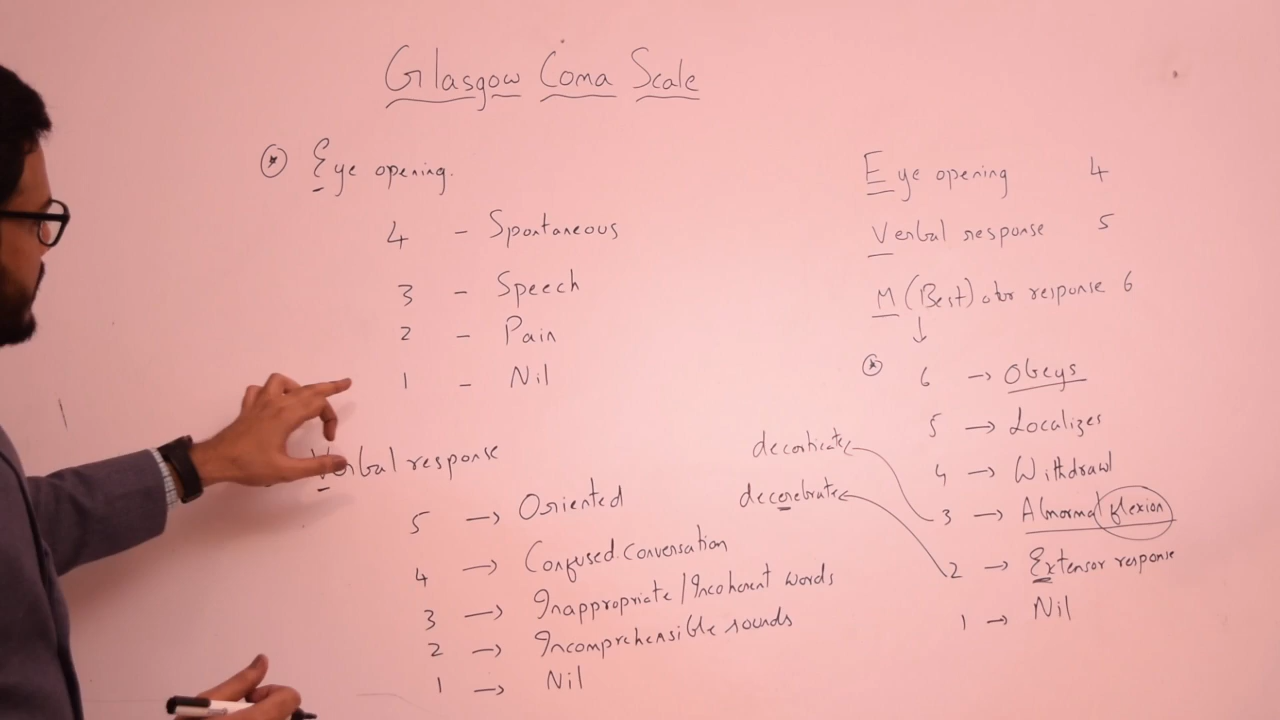 Glasgow Coma Scale
Eye opening.
4 - Spontaneous
3 - Speech
2 - Pain
1 - Nil
Verbal response
5 → Oriented
4 → Confused conversation
3 → Inappropriate/Incoherent words
2 → Incomprehensible sounds
1 → Nil
Eye opening 4
Verbal response 5
M(Best)otor response 6
6 → Obeys
5 → Localizes
4 → Withdrawl
3 → Abnormal flexion
2 → Extensor response
1 → Nil
decorticate
decerebrate